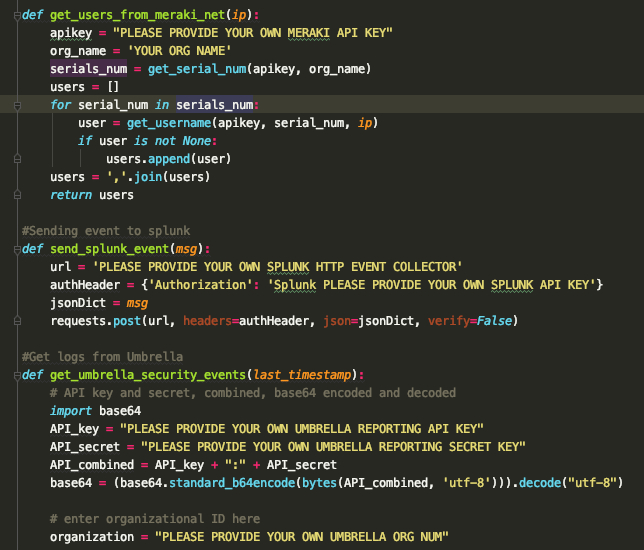 def get_users_from_meraki_net(ip):
    apikey = "PLEASE PROVIDE YOUR OWN MERAKI API KEY"
    org_name = 'YOUR ORG NAME'
    serials_num = get_serial_num(apikey, org_name)
    users = []
    for serial_num in serials_num:
        user = get_username(apikey, serial_num, ip)
        if user is not None:
            users.append(user)
    users = ','.join(users)
    return users
#Sending event to splunk
def send_splunk_event(msg):
    url = 'PLEASE PROVIDE YOUR OWN SPLUNK HTTP EVENT COLLECTOR'
    authHeader = {'Authorization': 'Splunk PLEASE PROVIDE YOUR OWN SPLUNK API KEY'}
    jsonDict = msg
    requests.post(url, headers=authHeader, json=jsonDict, verify=False)
#Get logs from Umbrella
def get_umbrella_security_events(last_timestamp):
    # API key and secret, combined, base64 encoded and decoded
    import base64
    API_key = "PLEASE PROVIDE YOUR OWN UMBRELLA REPORTING API KEY"
    API_secret = "PLEASE PROVIDE YOUR OWN UMBRELLA REPORTING SECRET KEY"
    API_combined = API_key + ":" + API_secret
    base64 = (base64.standard_b64encode(bytes(API_combined, 'utf-8'))).decode("utf-8")
    # enter organizational ID here
    organization = "PLEASE PROVIDE YOUR OWN UMBRELLA ORG NUM"